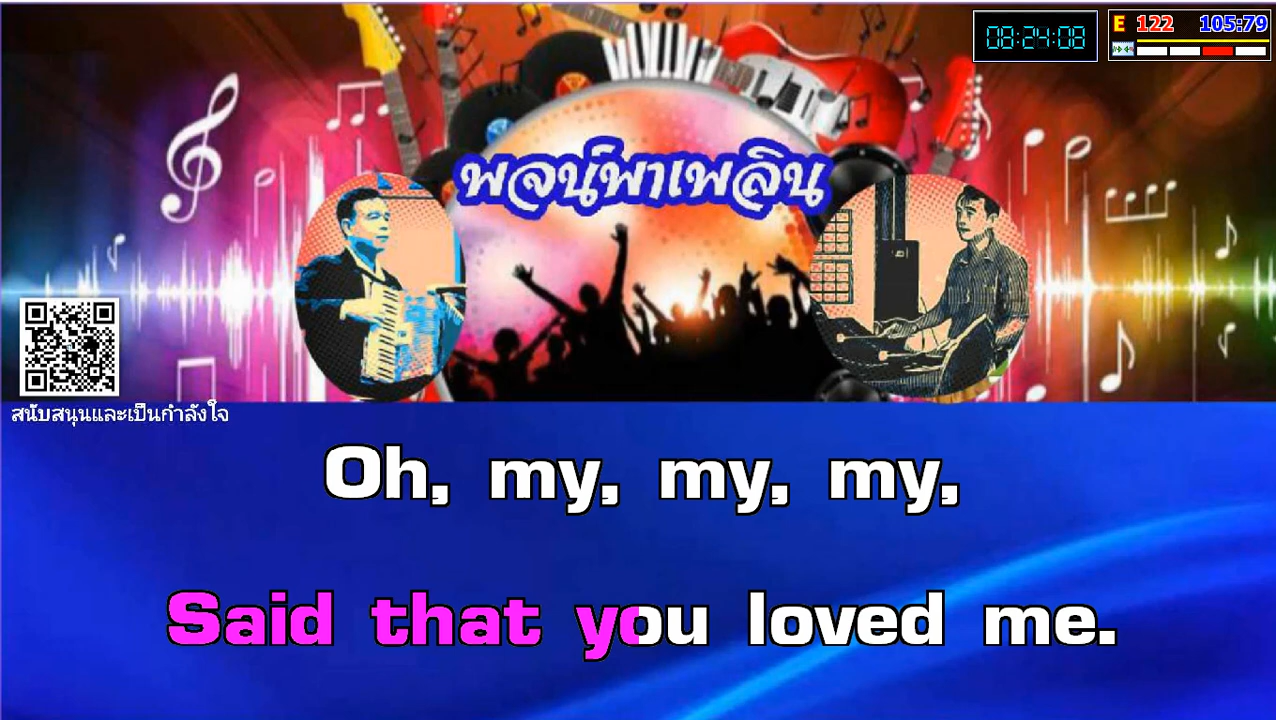 08:24:08
E 122 105:79
พจน์พาเพลิน
สนับสนุนและเป็นกำลังใจ
Oh, my, my, my,
Said that you loved me.